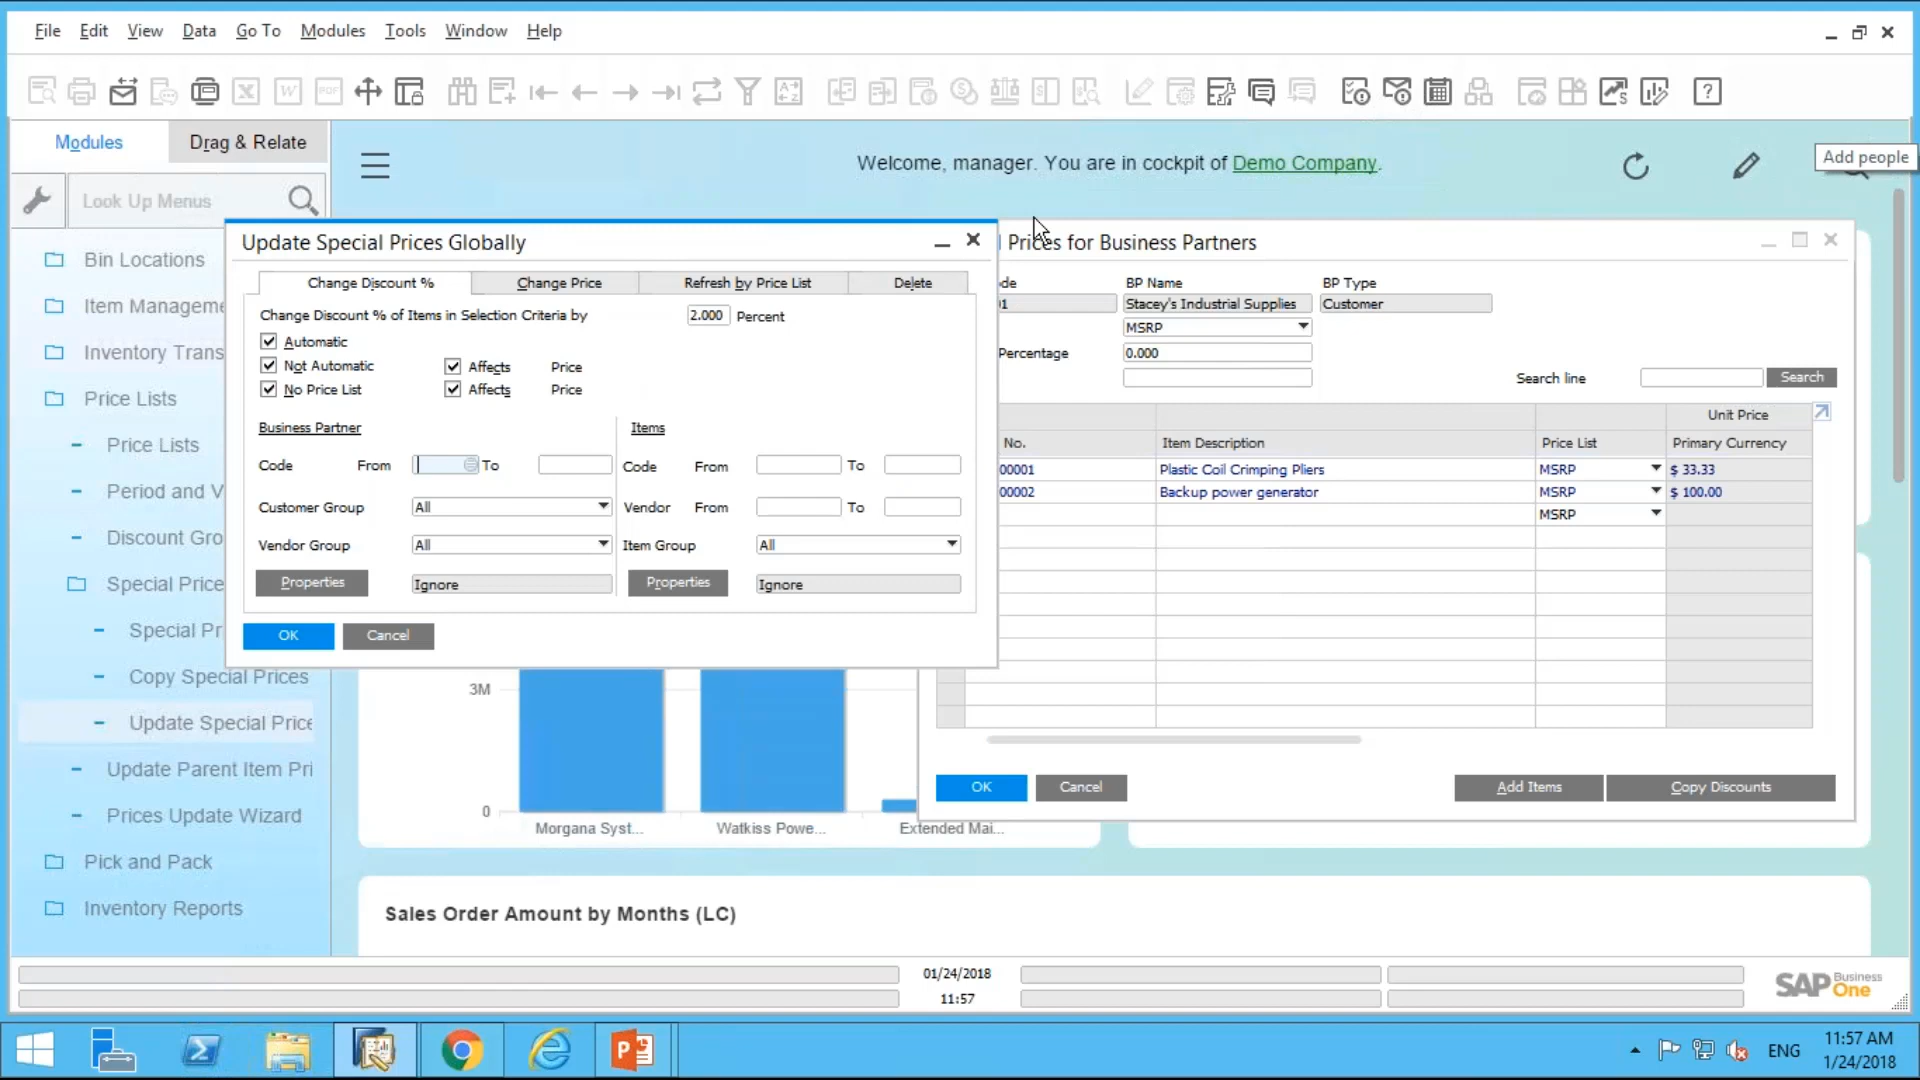 File Edit View Data Go To Modules Tools Window Help
Modules Drag & Relate
Look Up Menus
Welcome, manager. You are in cockpit of Demo Company.
Add people
Bin Locations
Item Manageme
Inventory Trans
Price Lists
Price Lists
Period and V
Discount Gro
Special Price
Special Pr
Copy Special Prices
Update Special Price
Update Parent Item Pri
Prices Update Wizard
Pick and Pack
Inventory Reports
Update Special Prices Globally
Change Discount % Change Price Refresh by Price List Delete
Change Discount % of Items in Selection Criteria by 2.000 Percent
Automatic
Not Automatic Affects Price
No Price List Affects Price
Business Partner Items
Code From To Code From To
Customer Group All Vendor From To
Vendor Group All Item Group All
Properties Ignore Properties Ignore
OK Cancel
l Prices for Business Partners
de BP Name BP Type
1 Stacey's Industrial Supplies Customer
MSRP
Percentage 0.000
Search line Search
Unit Price
No. Item Description Price List Primary Currency
00001 Plastic Coil Crimping Pliers MSRP $ 33.33
00002 Backup power generator MSRP $ 100.00
MSRP
OK Cancel Add Items Copy Discounts
3M
0
Morgana Syst... Watkiss Powe... Extended Mai...
Sales Order Amount by Months (LC)
01/24/2018
11:57
SAP Business One
ENG
11:57 AM
1/24/2018